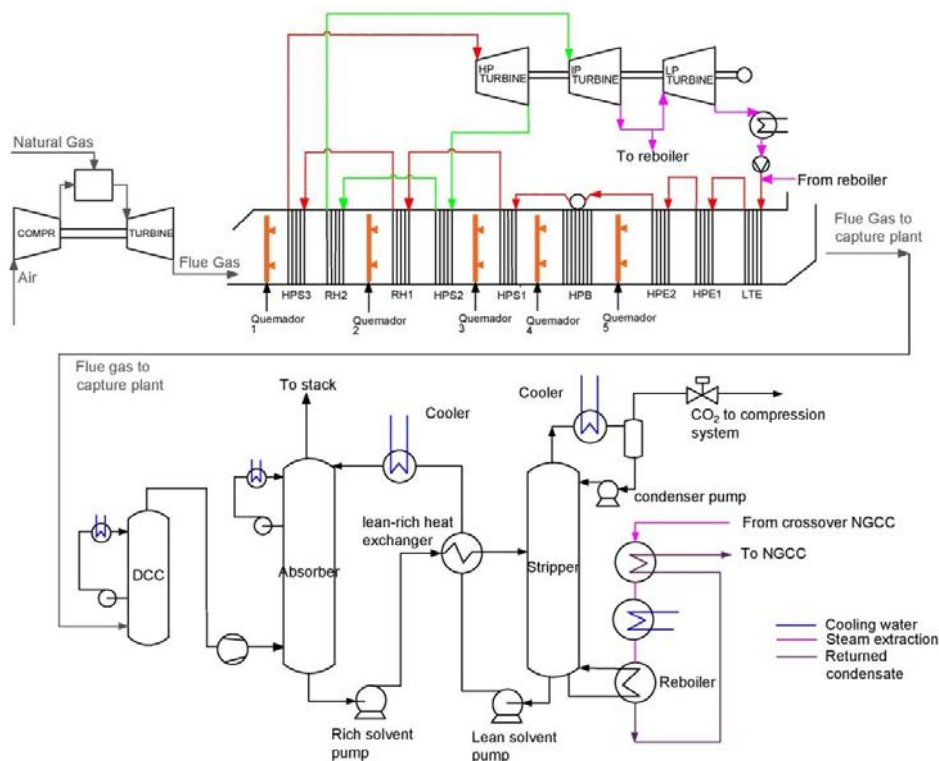 HP
TURBINE
IP
TURBINE
LP
TURBINE
Natural Gas
To reboiler
From reboiler
COMPR
TURBINE
Flue Gas
Air
Flue Gas to
capture plant
HPS3
RH2
RH1
HPS2
HPS1
HPB
HPE2
HPE1
LTE
Quemador
1
Quemador
2
Quemador
3
Quemador
4
Quemador
5
Flue gas to
capture plant
To stack
Cooler
Cooler
CO2 to compression
system
condenser pump
lean-rich heat
exchanger
From crossover NGCC
To NGCC
DCC
Absorber
Stripper
Reboiler
Cooling water
Steam extraction
Returned
condensate
Rich solvent
pump
Lean solvent
pump